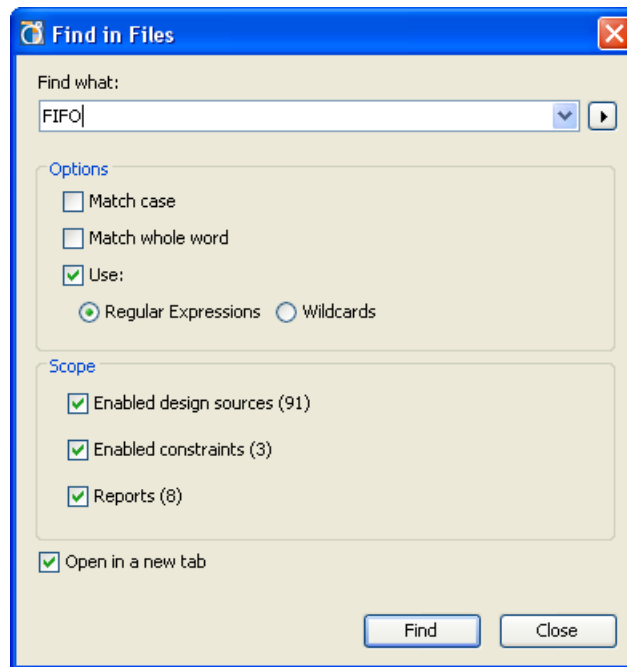 Find in Files
Find what:
FIFO
Options
Match case
Match whole word
Use:
Regular Expressions Wildcards
Scope
Enabled design sources (91)
Enabled constraints (3)
Reports (8)
Open in a new tab
Find Close